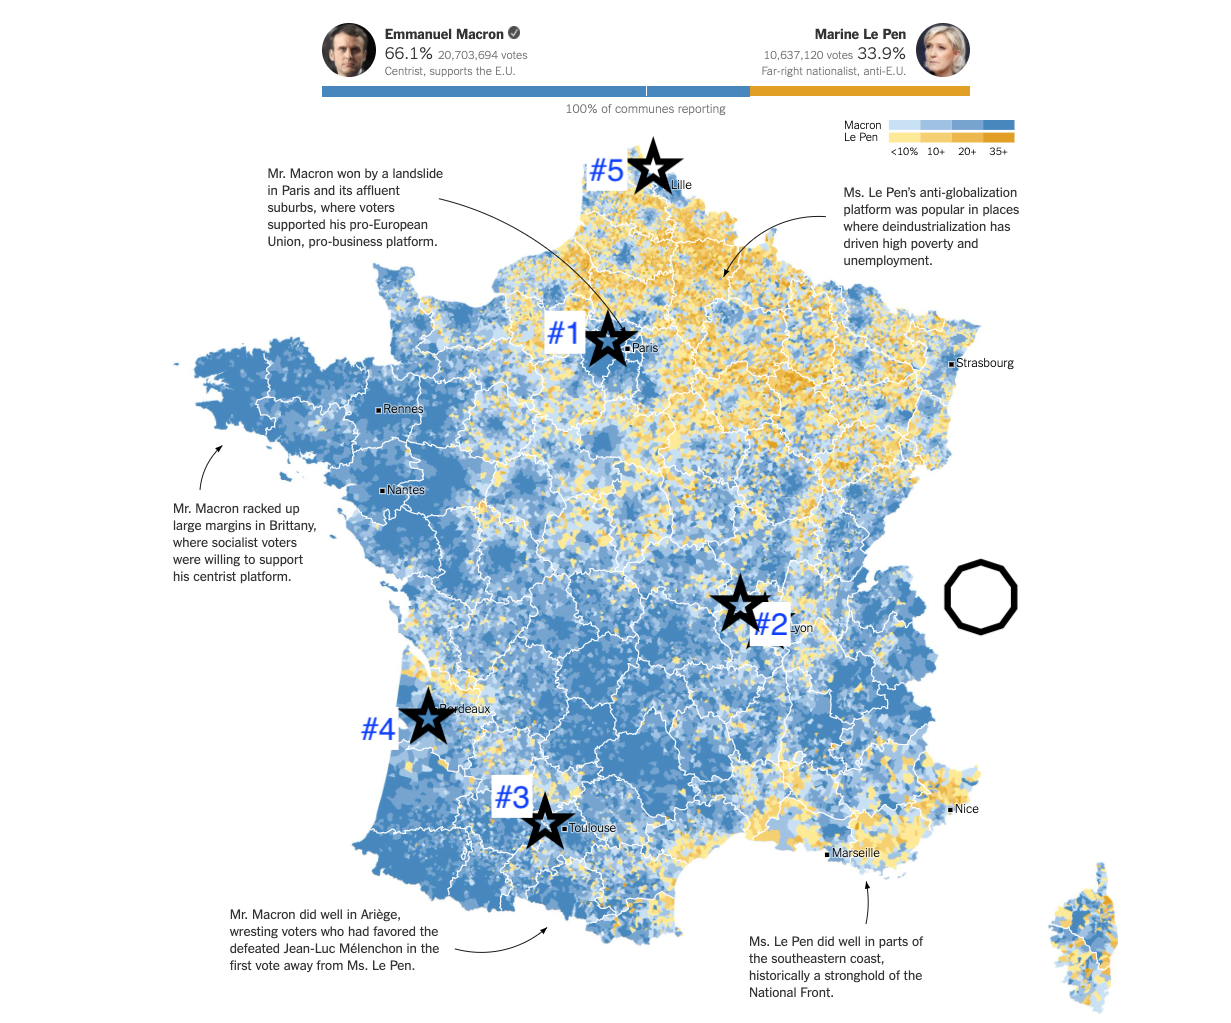 Emmanuel Macron
66.1% 20,703,694 votes
Centrist, supports the E.U.
Marine Le Pen
10,637,120 votes 33.9%
Far-right nationalist, anti-E.U.
100% of communes reporting
Macron
Le Pen
<10% 10+ 20+ 35+
Mr. Macron won by a landslide
in Paris and its affluent
suburbs, where voters
supported his pro-European
Union, pro-business platform.
#5
Lille
Ms. Le Pen's anti-globalization
platform was popular in places
where deindustrialization has
driven high poverty and
unemployment.
#1
Paris
Strasbourg
Rennes
Nantes
Mr. Macron racked up
large margins in Brittany,
where socialist voters
were willing to support
his centrist platform.
#2
Lyon
#4
Bordeaux
#3
Toulouse
Nice
Marseille
Mr. Macron did well in Ariège,
wresting voters who had favored the
defeated Jean-Luc Mélenchon in the
first vote away from Ms. Le Pen.
Ms. Le Pen did well in parts of
the southeastern coast,
historically a stronghold of the
National Front.